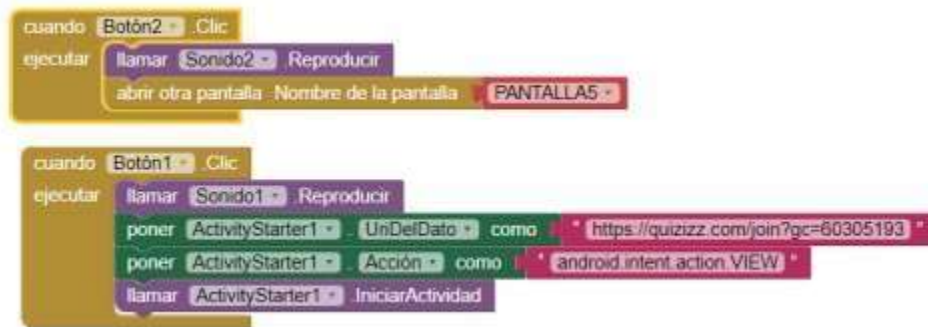 cuando Botón2 .Clic
ejecutar llamar Sonido2 .Reproducir
abrir otra pantalla Nombre de la pantalla PANTALLA5
cuando Botón1 .Clic
ejecutar llamar Sonido1 .Reproducir
poner ActivityStarter1 . UriDelDato como " https://quizizz.com/join?gc=60305193 "
poner ActivityStarter1 . Acción como " android.intent.action.VIEW "
llamar ActivityStarter1 .IniciarActividad